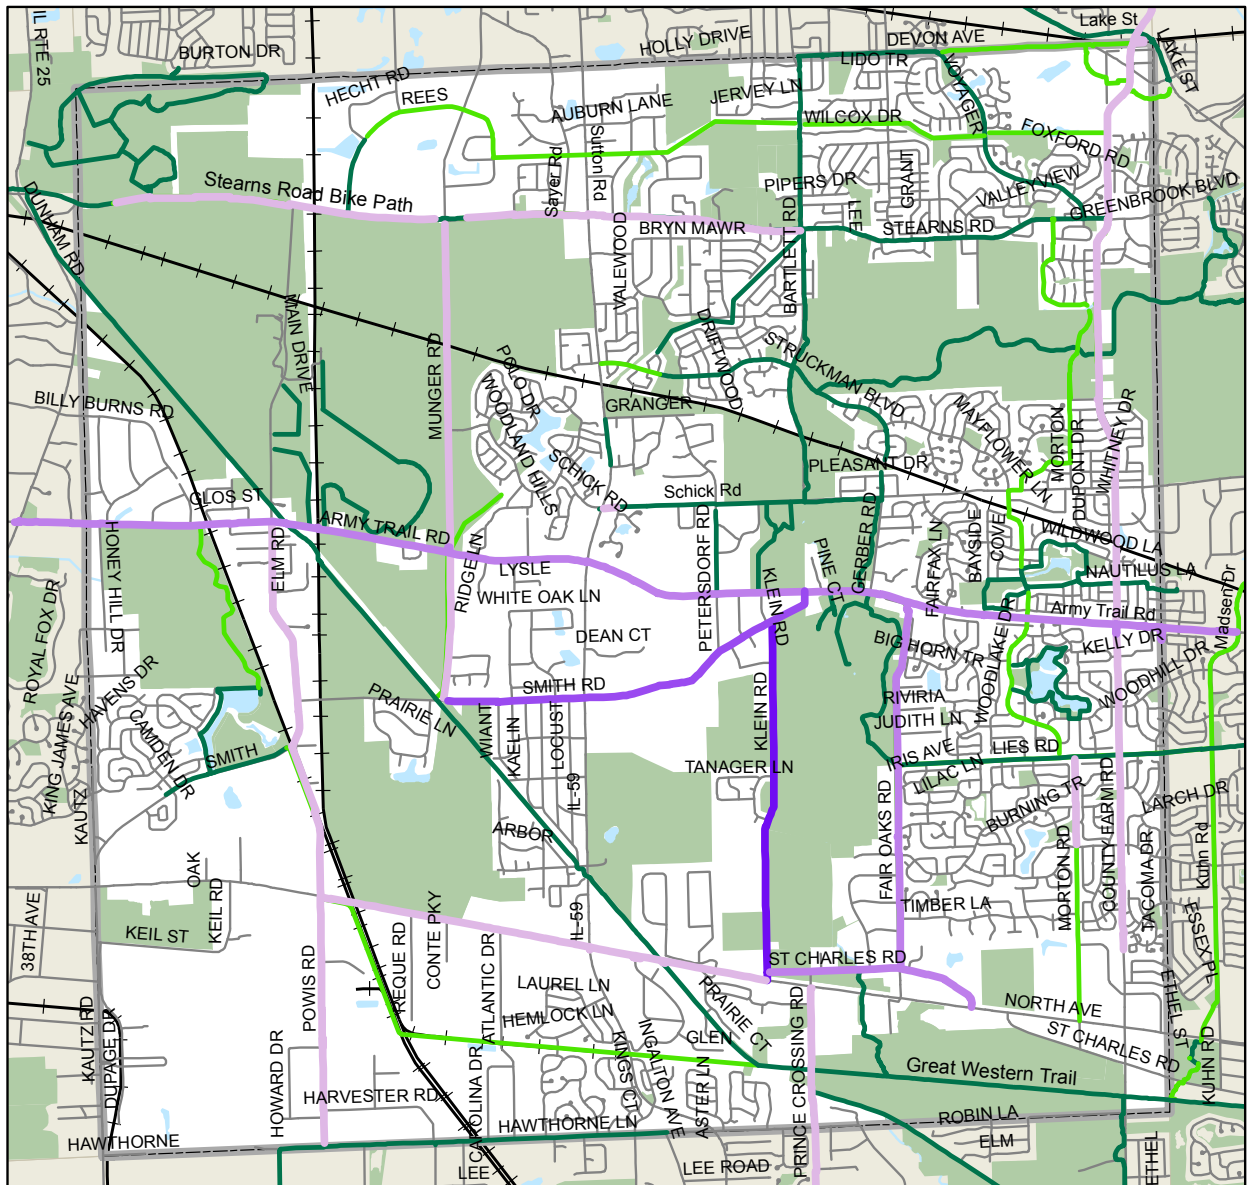 IL RTE 25
BURTON DR
HOLLY DRIVE
DEVON AVE
Lake St
LAKE ST
LIDO TR
VOYAGER
HECHT RD
REES
AUBURN LANE
JERVEY LN
WILCOX DR
FOXFORD RD
Sayer Rd
Sutton Rd
GRANT
PIPERS DR
LEE
VALLEYVIEW
GREENBROOK BLVD
DUNHAM RD
Stearns Road Bike Path
BRYN MAWR
BARTLETT RD
STEARNS RD
VALEWOOD
MAIN DRIVE
MUNGER RD
POLO DR
WOODLAND HILLS
DRIFTWOOD
STRUCKMAN BLVD
BILLY BURNS RD
GRANGER
MAYFLOWER LN
MORTON
DUPONT DR
WHITNEY DR
SCHICK RD
Schick Rd
PLEASANT DR
GLOS ST
ARMY TRAIL RD
HONEY HILL DR
ELM RD
RIDGE LN
LYSLE
WHITE OAK LN
PETERSDORF RD
KLEIN RD
PINE CT
GERBER RD
FAIRFAX LN
BASIDE
COVE
WILDWOOD LA
NAUTILUS LA
Army Trail Rd
Madsen Dr
ROYAL FOX DR
DEAN CT
BIG HORN TR
WOODLAKE DR
KELLY DR
WOODHILL DR
HAVENS DR
CAMDEN DR
KING JAMES AVE
KAUTZ
SMITH
PRAIRIE LN
SMITH RD
WIANT
KAELIN
LOCUST
IL-59
KLEIN RD
TANAGER LN
RIVIRIA
JUDITH LN
IRIS AVE
LILAC LN
LIES RD
BURNING TR
COUNTY FARM RD
LARCH DR
ARBOR
FAIR OAKS RD
TIMBER LA
MORTON RD
TACOMA DR
Kuhn Rd
ESSEX PL
OAK
KEIL RD
KEIL ST
38TH AVE
IL-59
REQUE RD
CONTE PKY
ATLANTIC DR
LAUREL LN
HEMLOCK LN
ST CHARLES RD
PRAIRIE CT
GLEN
PRINCE CROSSING RD
NORTH AVE
ST CHARLES RD
ETHEL ST
KUHN RD
POWIS RD
KAUTZ RD
DUPAGE DR
HOWARD DR
HARVESTER RD
CAROLINA DR
KINGS CT
INGALTON AVE
ASTER LN
HAWTHORNE LN
Great Western Trail
ROBIN LA
HAWTHORNE
LEE
LEE ROAD
ELM
ETHEL